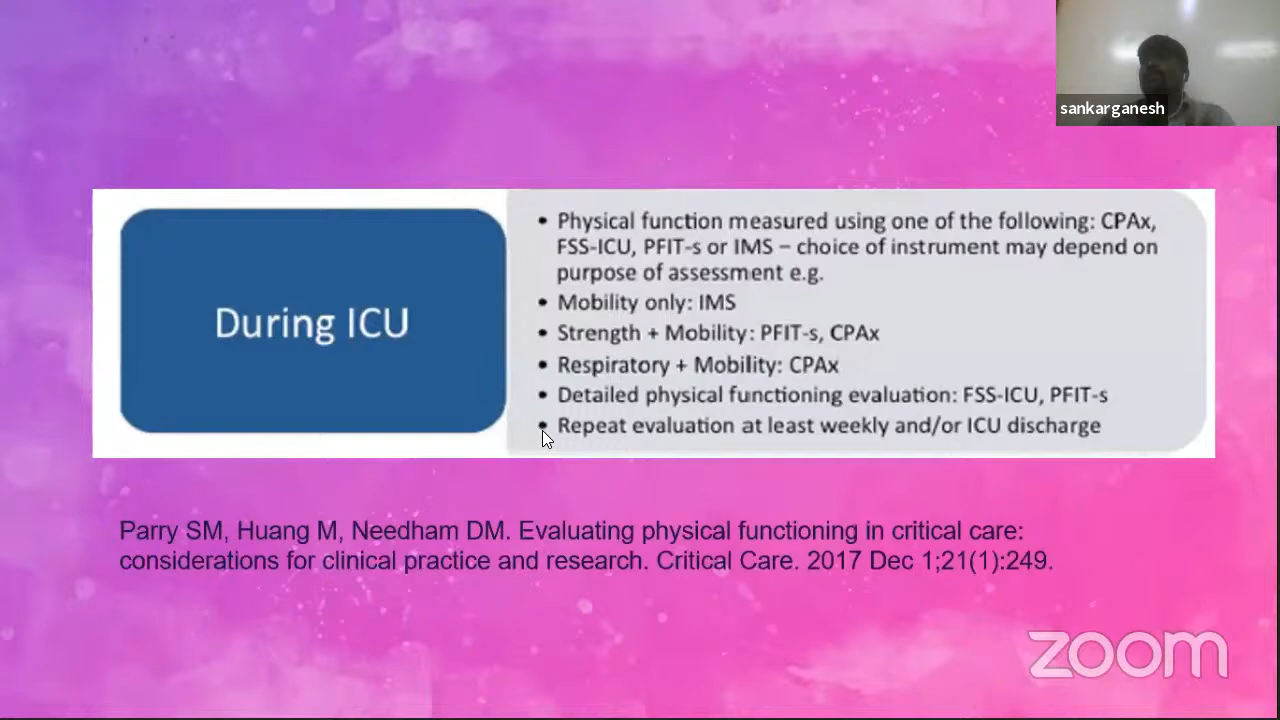 sankarganesh
During ICU
• Physical function measured using one of the following: CPAx,
FSS-ICU, PFIT-s or IMS – choice of instrument may depend on
purpose of assessment e.g.
• Mobility only: IMS
• Strength + Mobility: PFIT-s, CPAx
• Respiratory + Mobility: CPAx
• Detailed physical functioning evaluation: FSS-ICU, PFIT-s
• Repeat evaluation at least weekly and/or ICU discharge
Parry SM, Huang M, Needham DM. Evaluating physical functioning in critical care:
considerations for clinical practice and research. Critical Care. 2017 Dec 1;21(1):249.
zoom